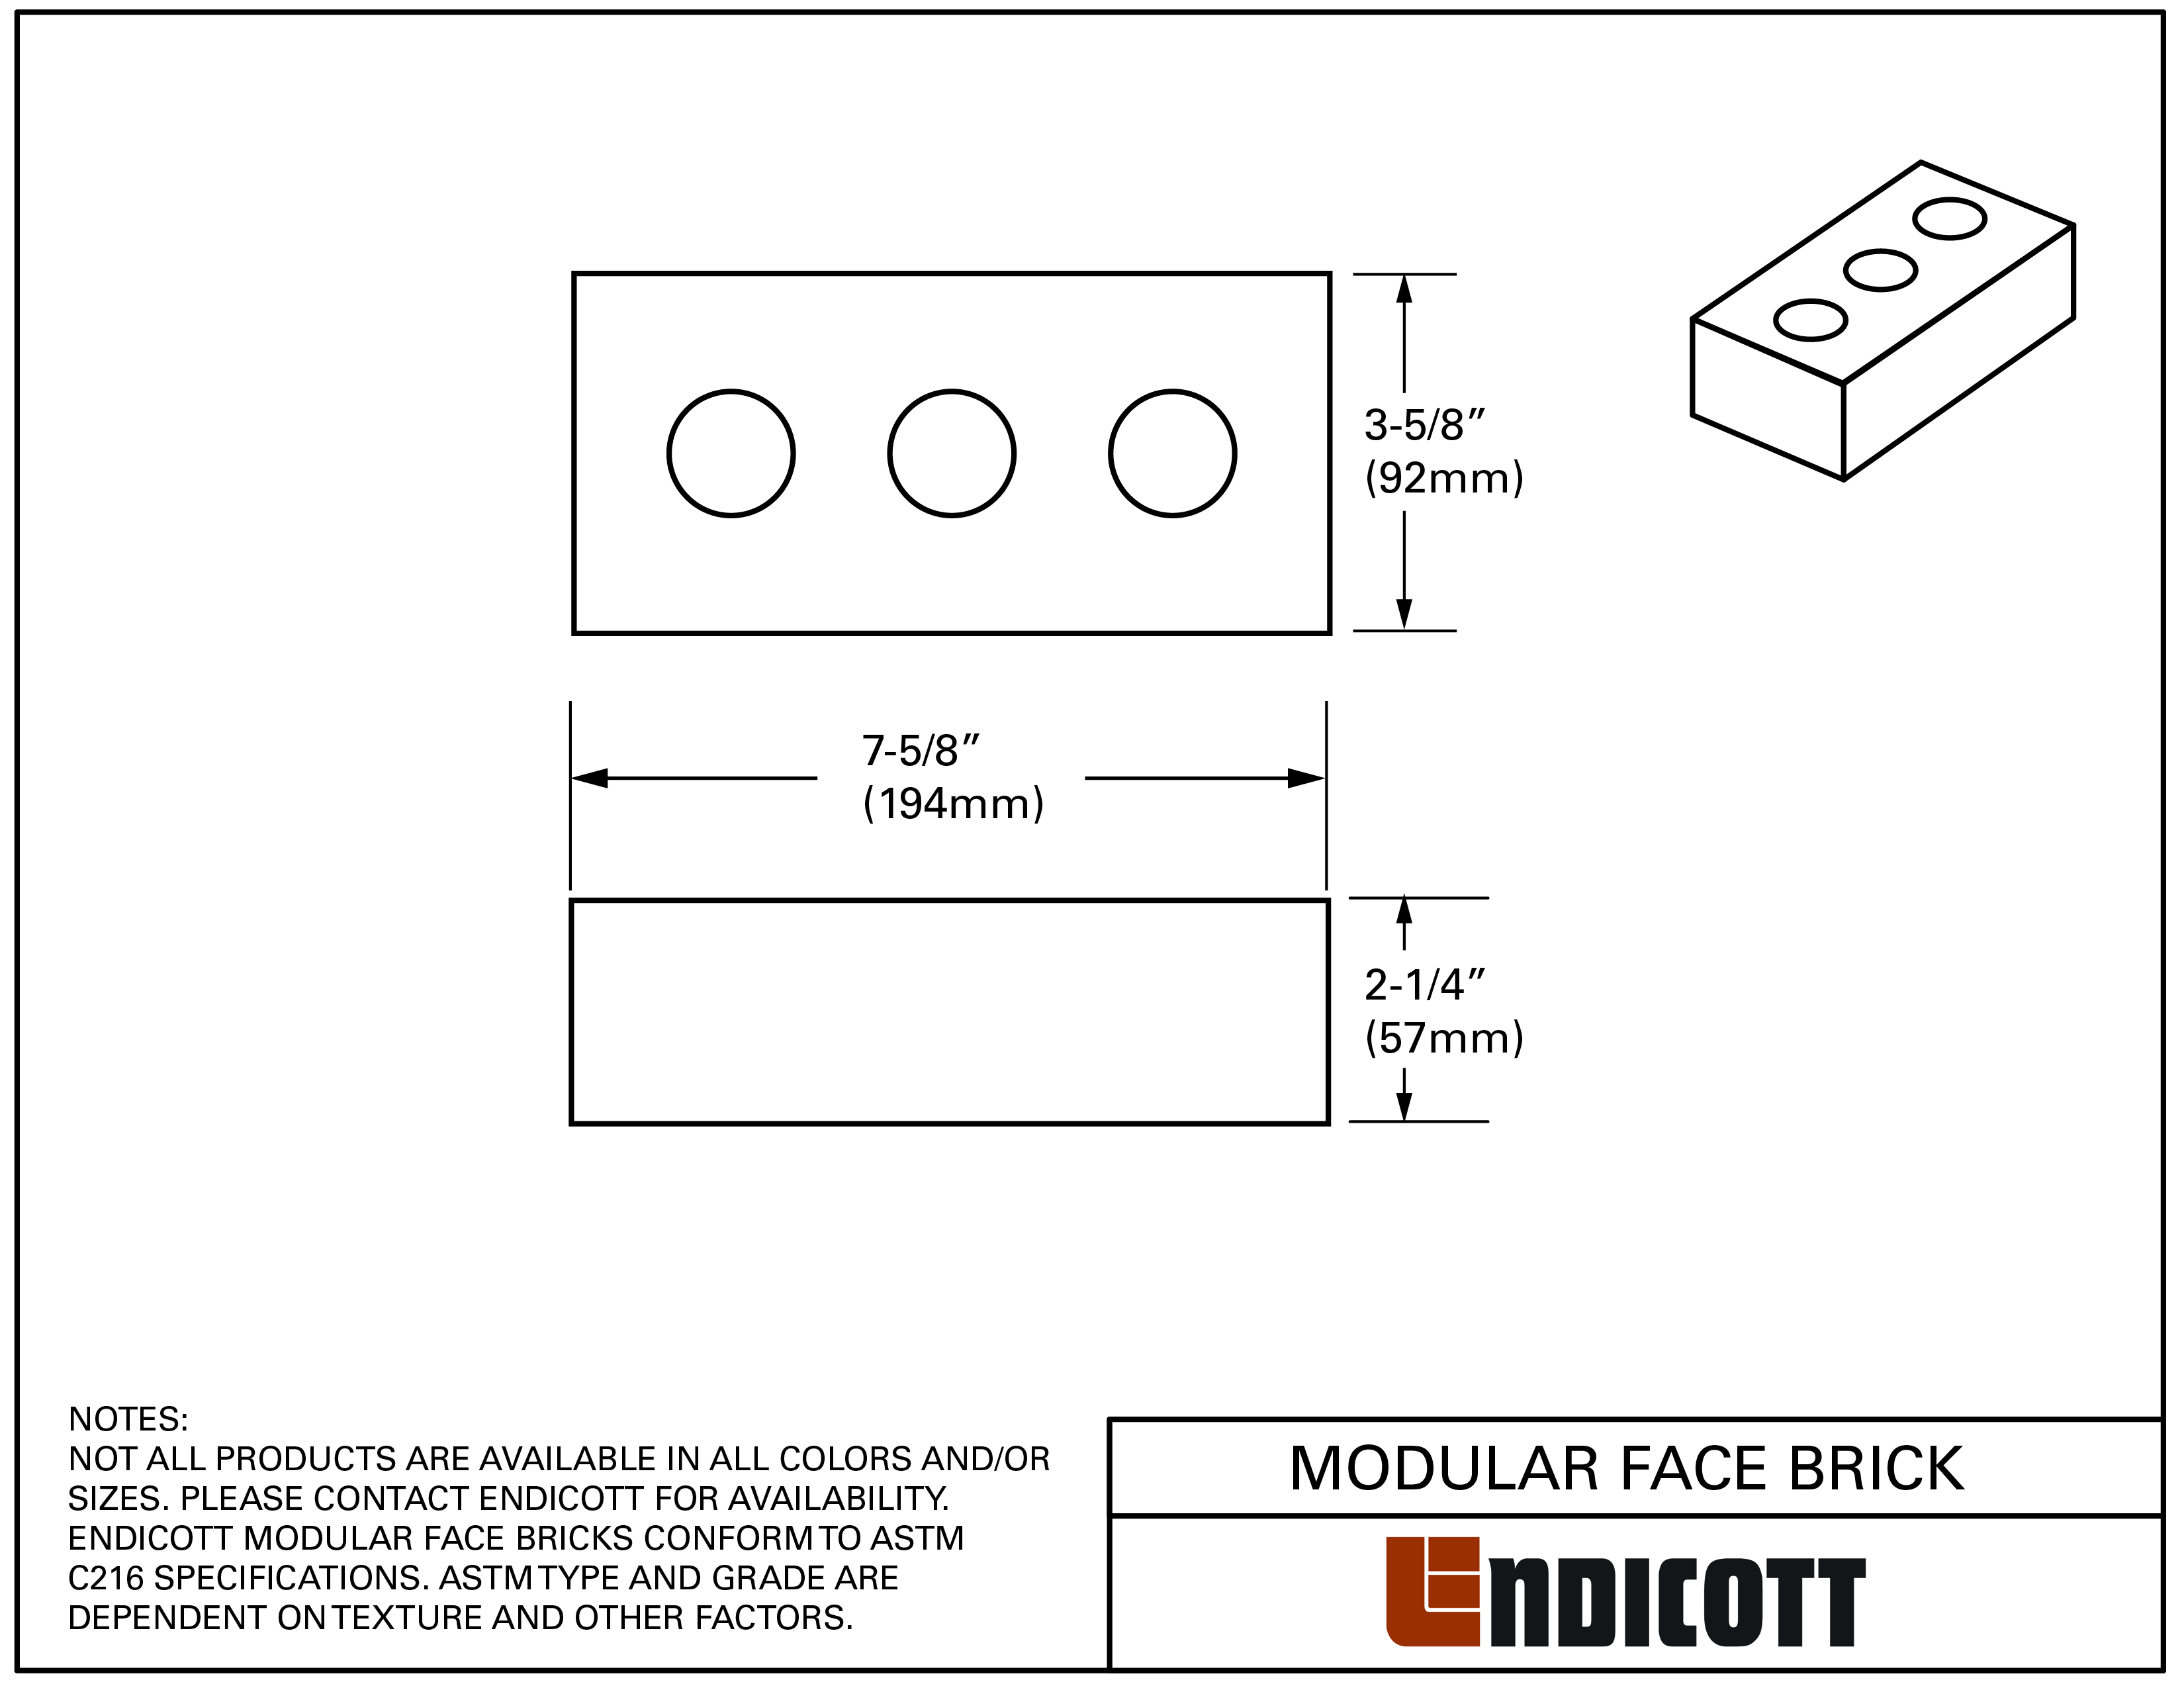 3-5/8”
(92mm)
7-5/8”
(194mm)
2-1/4”
(57mm)
NOTES:
NOT ALL PRODUCTS ARE AVAILABLE IN ALL COLORS AND/OR
SIZES. PLEASE CONTACT ENDICOTT FOR AVAILABILITY.
ENDICOTT MODULAR FACE BRICKS CONFORM TO ASTM
C216 SPECIFICATIONS. ASTM TYPE AND GRADE ARE
DEPENDENT ON TEXTURE AND OTHER FACTORS.
MODULAR FACE BRICK
ENDICOTT